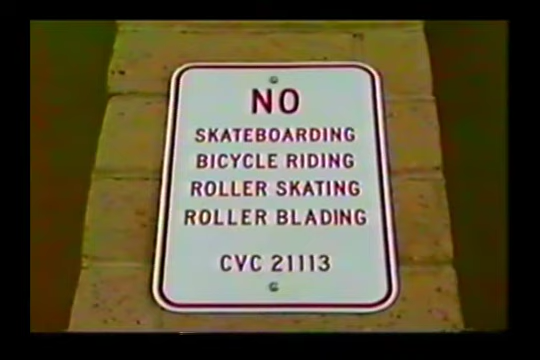 NO
SKATEBOARDING
BICYCLE RIDING
ROLLER SKATING
ROLLER BLADING
CVC 21113